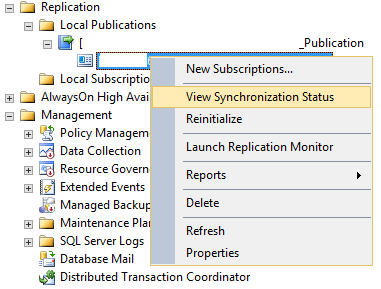 Replication
Local Publications
[ _Publication
Local Subscriptio
New Subscriptions...
View Synchronization Status
Reinitialize
Launch Replication Monitor
Reports
Delete
Refresh
Properties
AlwaysOn High Avai
Management
Policy Managem
Data Collection
Resource Govern
Extended Events
Managed Backup
Maintenance Plan
SQL Server Logs
Database Mail
Distributed Transaction Coordinator